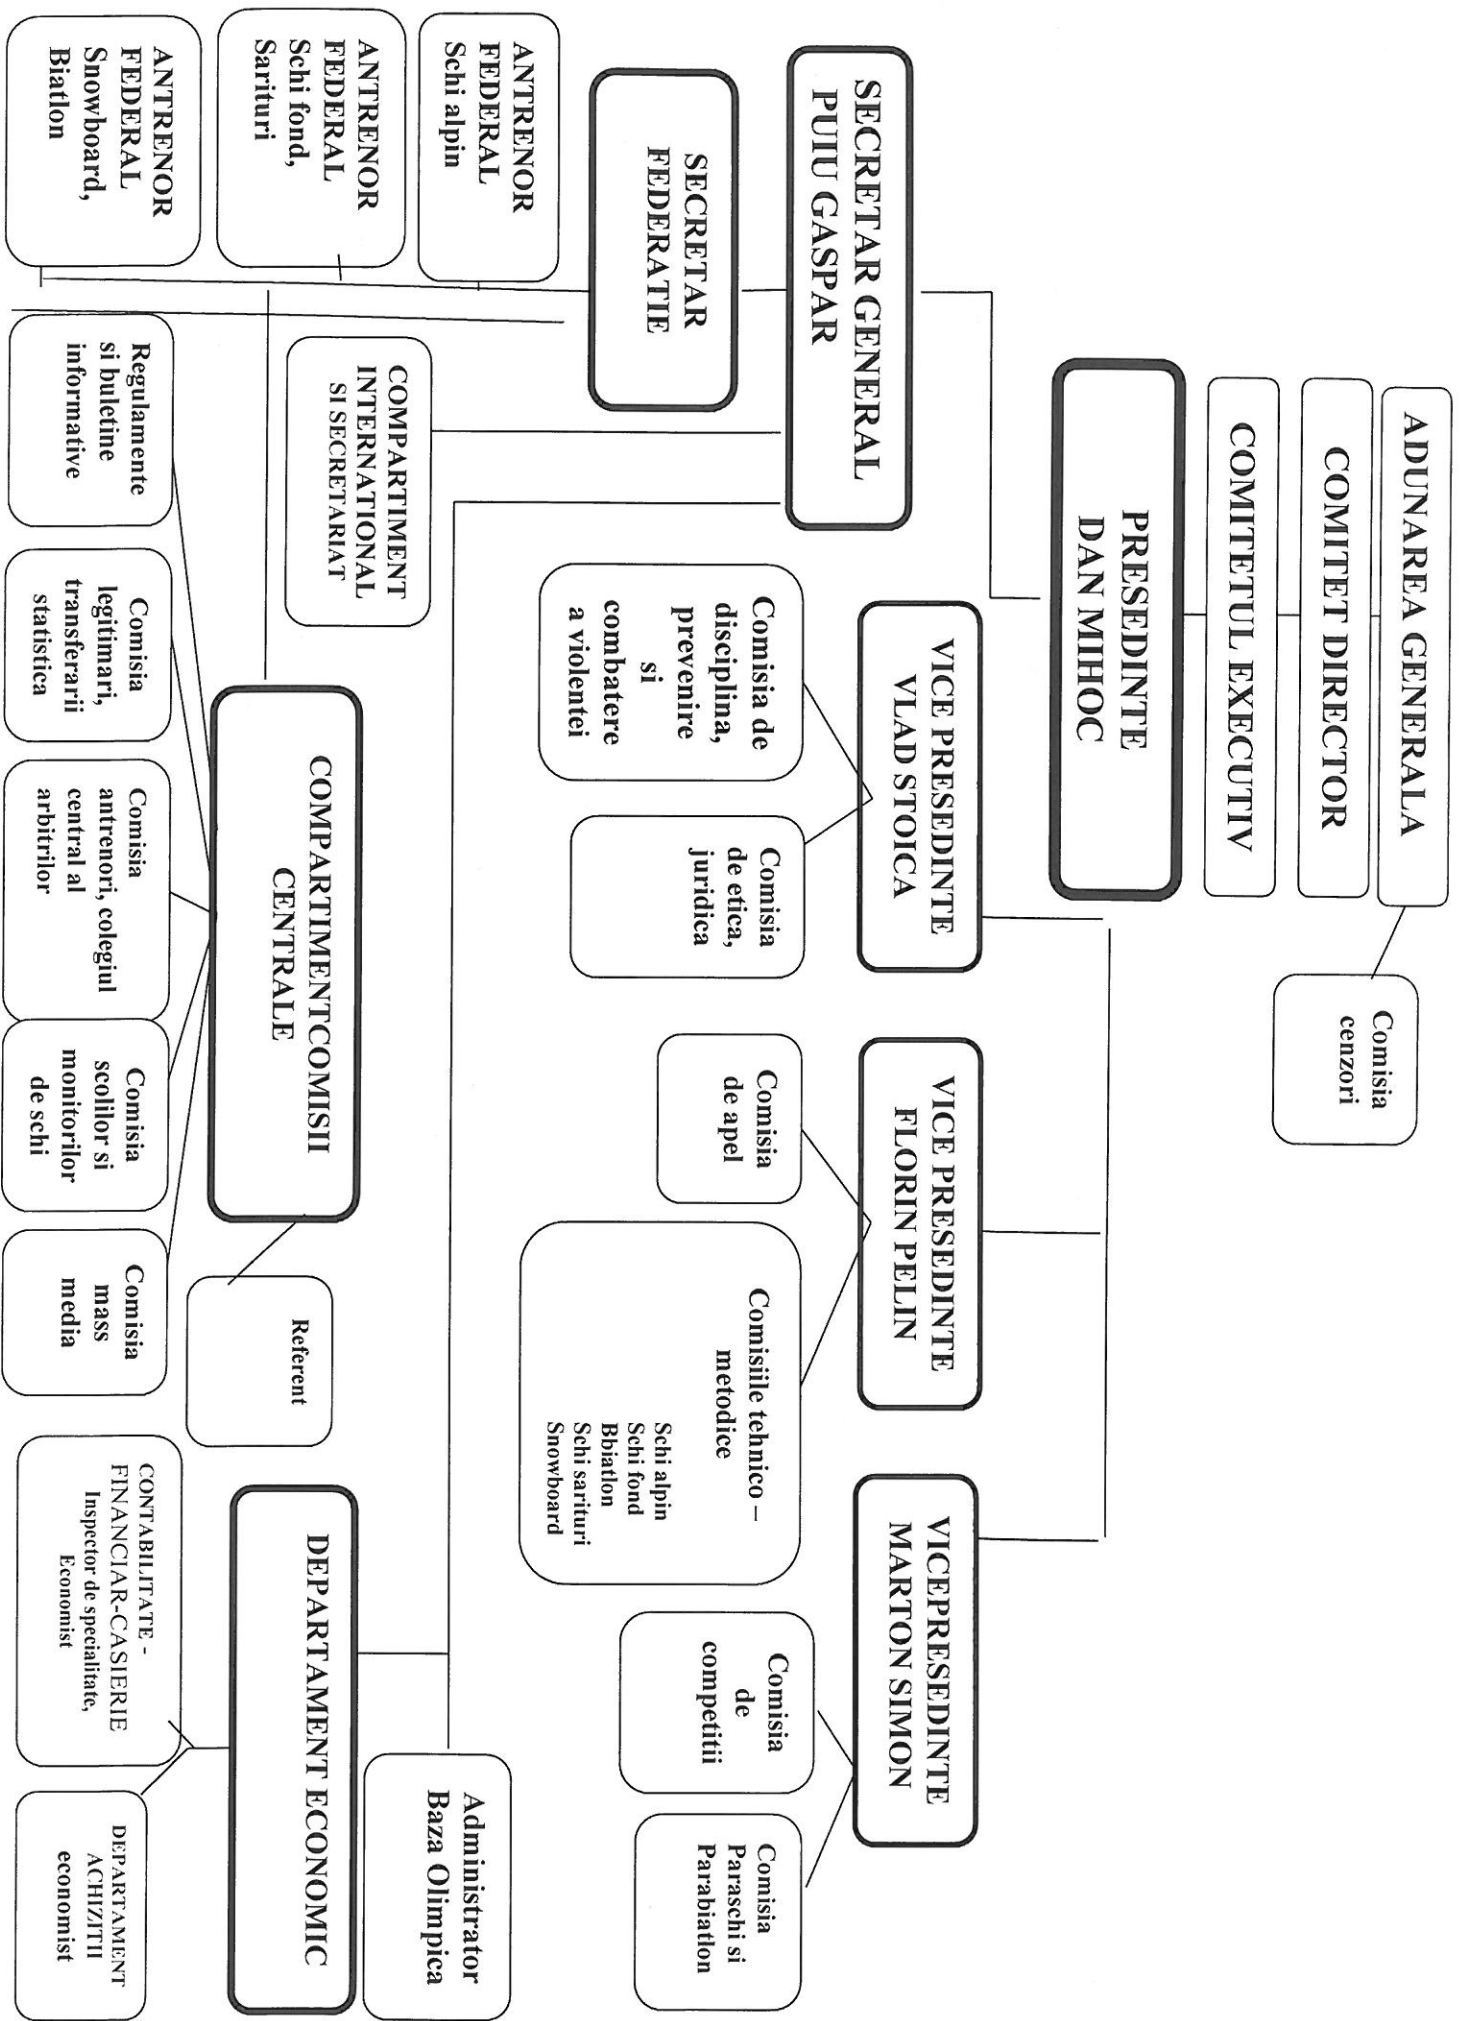 ADUNAREA GENERALA
COMITET DIRECTOR
COMITETUL EXECUTIV
Comisia
cenzori
PRESEDINTE
DAN MIHOC
SECRETAR GENERAL
PUIU GASPAR
VICE PRESEDINTE
VLAD STOICA
VICE PRESEDINTE
FLORIN PELIN
VICEPRESEDINTE
MARTON SIMON
SECRETAR
FEDERATIE
Comisia de
disciplina,
prevenire
si
combatere
a violentei
Comisia
de etica,
juridica
Comisia
de apel
Comisiile tehnico –
metodice
Schi alpin
Schi fond
Bbiatlon
Schi sarituri
Snowboard
Comisia
de
competitii
Comisia
Paraschi si
Parabiatlon
ANTRENOR
FEDERAL
Schi alpin
ANTRENOR
FEDERAL
Schi fond,
Sarituri
ANTRENOR
FEDERAL
Snowboard,
Biatlon
COMPARTIMENT
INTERNATIONAL
SI SECRETARIAT
Administrator
Baza Olimpica
COMPARTIMENTCOMISII
CENTRALE
Referent
DEPARTAMENT ECONOMIC
Regulamente
si buletine
informative
Comisia
legitimari,
transferarii
statistica
Comisia
antrenori, colegiul
central al
arbitrilor
Comisia
scolilor si
monitorilor
de schi
Comisia
mass
media
CONTABILITATE -
FINANCIAR-CASIERIE
Inspector de specialitate,
Economist
DEPARTAMENT
ACHIZITII
economist